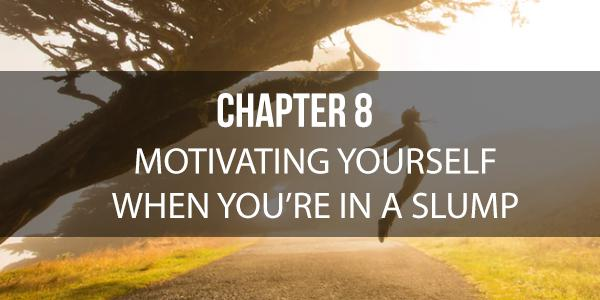 CHAPTER 8
MOTIVATING YOURSELF
WHEN YOU'RE IN A SLUMP